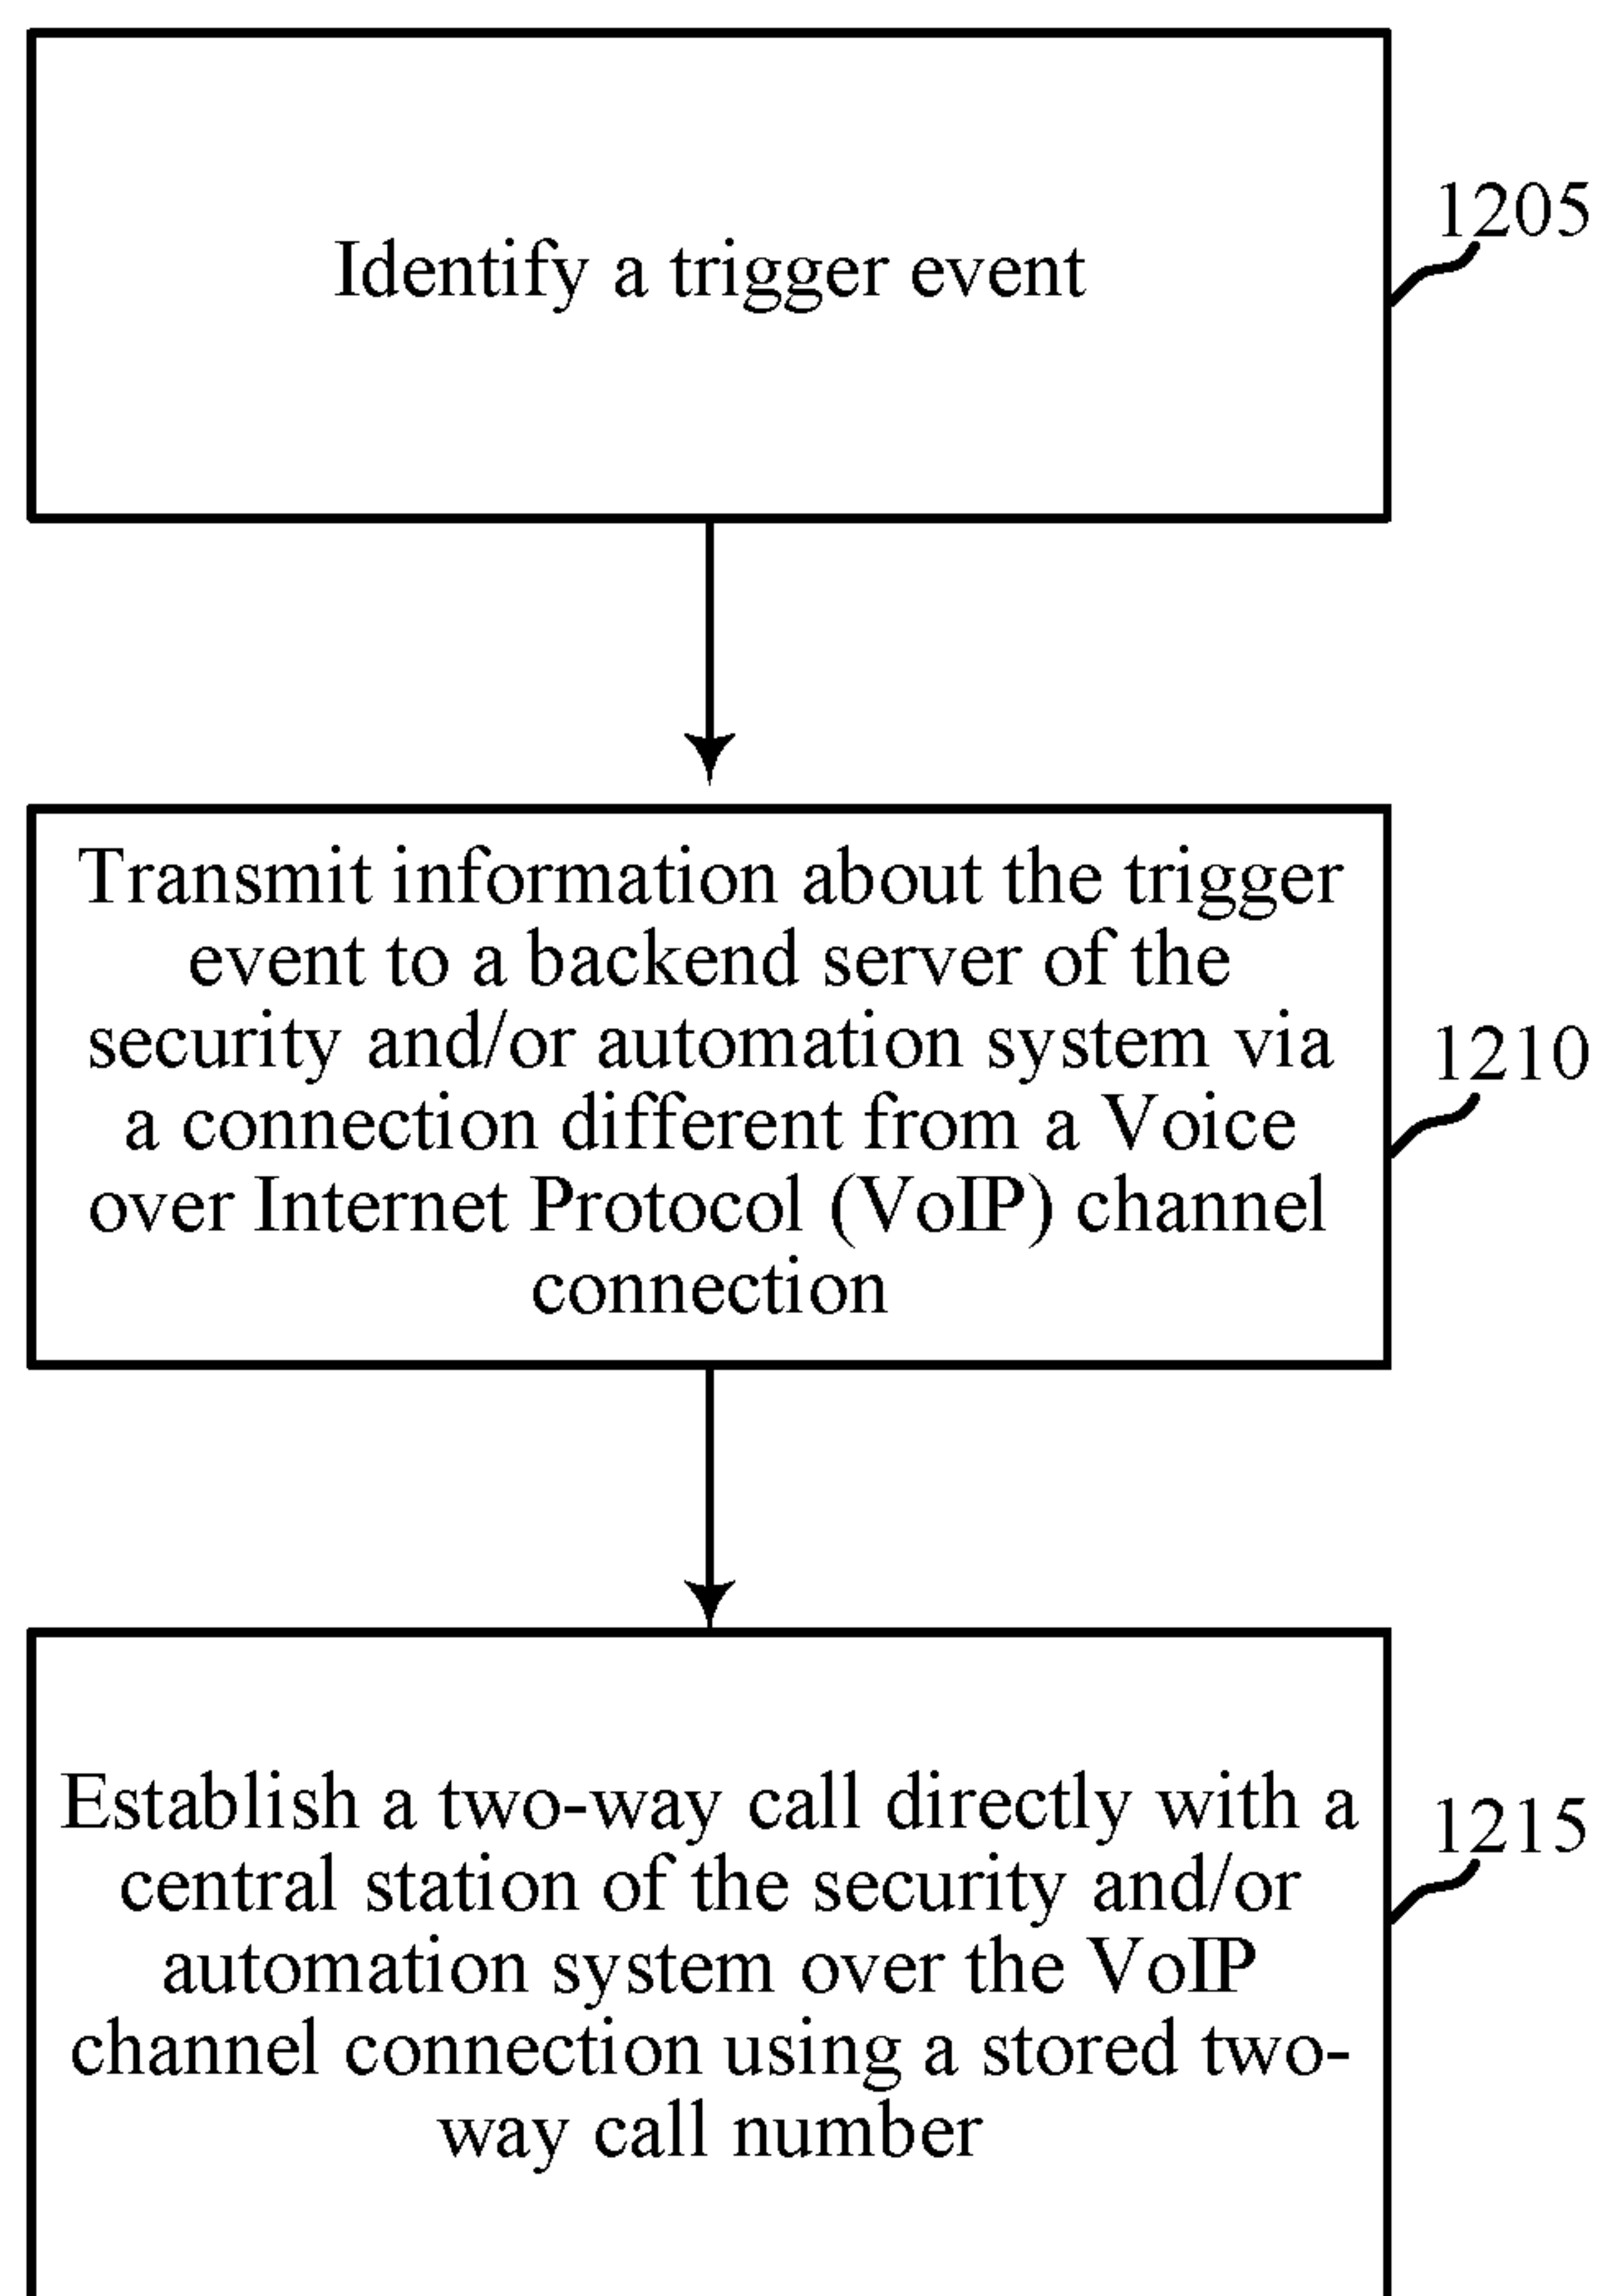 Identify a trigger event
1205
Transmit information about the trigger
event to a backend server of the
security and/or automation system via
a connection different from a Voice
over Internet Protocol (VoIP) channel
connection
1210
Establish a two-way call directly with a
central station of the security and/or
automation system over the VoIP
channel connection using a stored two-
way call number
1215